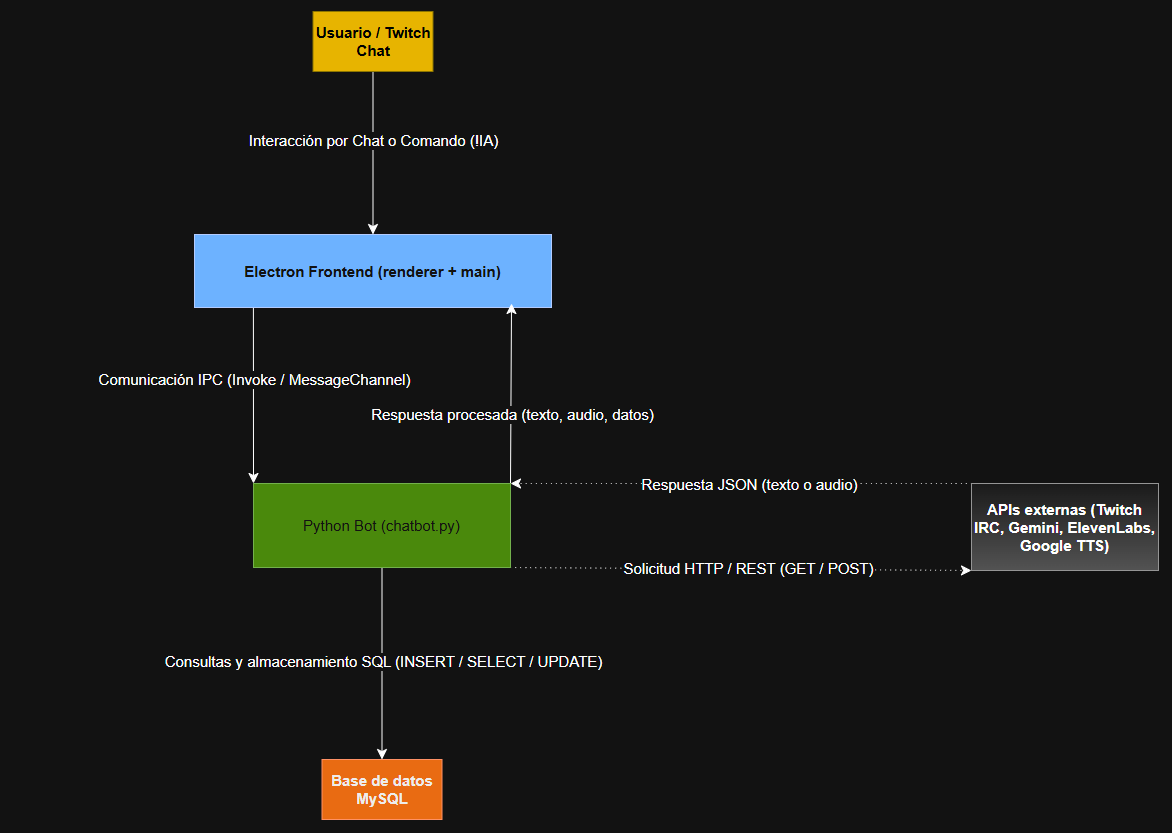 Usuario / Twitch
Chat
Interacción por Chat o Comando (!IA)
Electron Frontend (renderer + main)
Comunicación IPC (Invoke / MessageChannel)
Respuesta procesada (texto, audio, datos)
Respuesta JSON (texto o audio)
Python Bot (chatbot.py)
APIs externas (Twitch
IRC, Gemini, ElevenLabs,
Google TTS)
Solicitud HTTP / REST (GET / POST)
Consultas y almacenamiento SQL (INSERT / SELECT / UPDATE)
Base de datos
MySQL